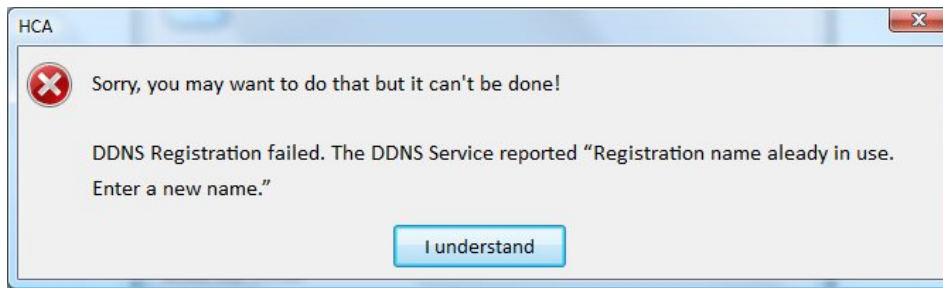 HCA
Sorry, you may want to do that but it can't be done!
DDNS Registration failed. The DDNS Service reported “Registration name aleady in use.
Enter a new name.”
I understand